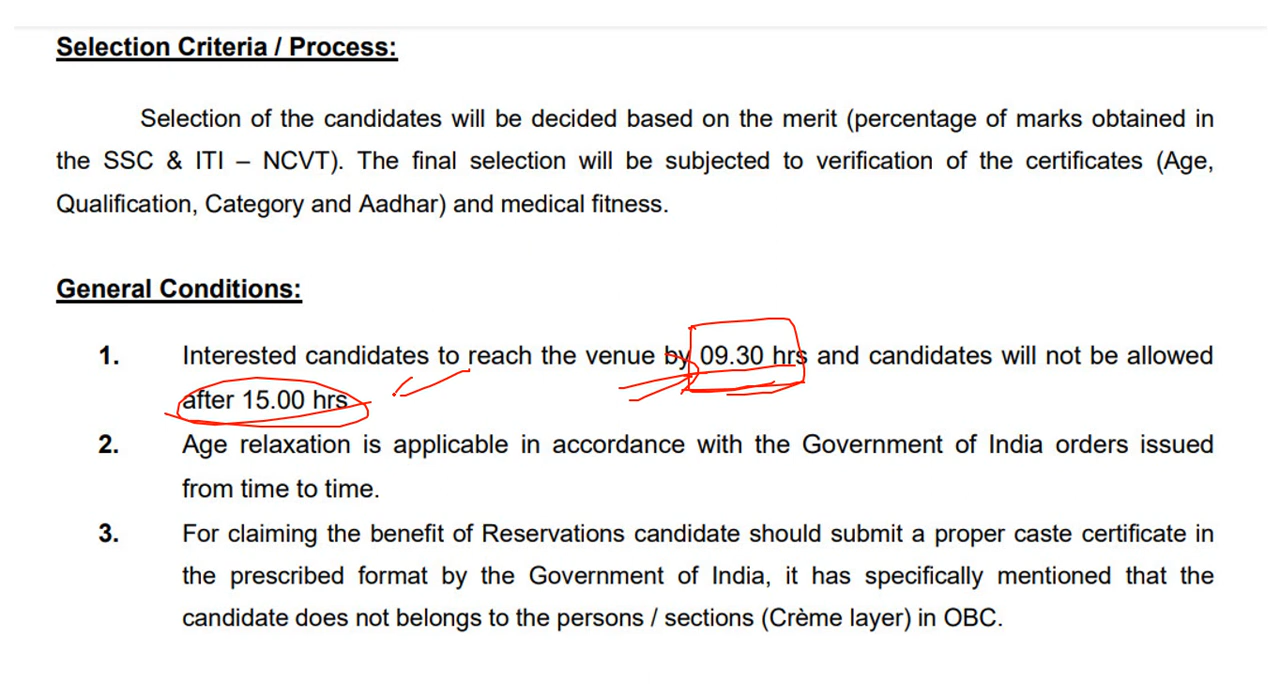 Selection Criteria / Process:
Selection of the candidates will be decided based on the merit (percentage of marks obtained in
the SSC & ITI – NCVT). The final selection will be subjected to verification of the certificates (Age,
Qualification, Category and Aadhar) and medical fitness.
General Conditions:
1. Interested candidates to reach the venue by 09.30 hrs and candidates will not be allowed
after 15.00 hrs
2. Age relaxation is applicable in accordance with the Government of India orders issued
from time to time.
3. For claiming the benefit of Reservations candidate should submit a proper caste certificate in
the prescribed format by the Government of India, it has specifically mentioned that the
candidate does not belongs to the persons / sections (Crème layer) in OBC.